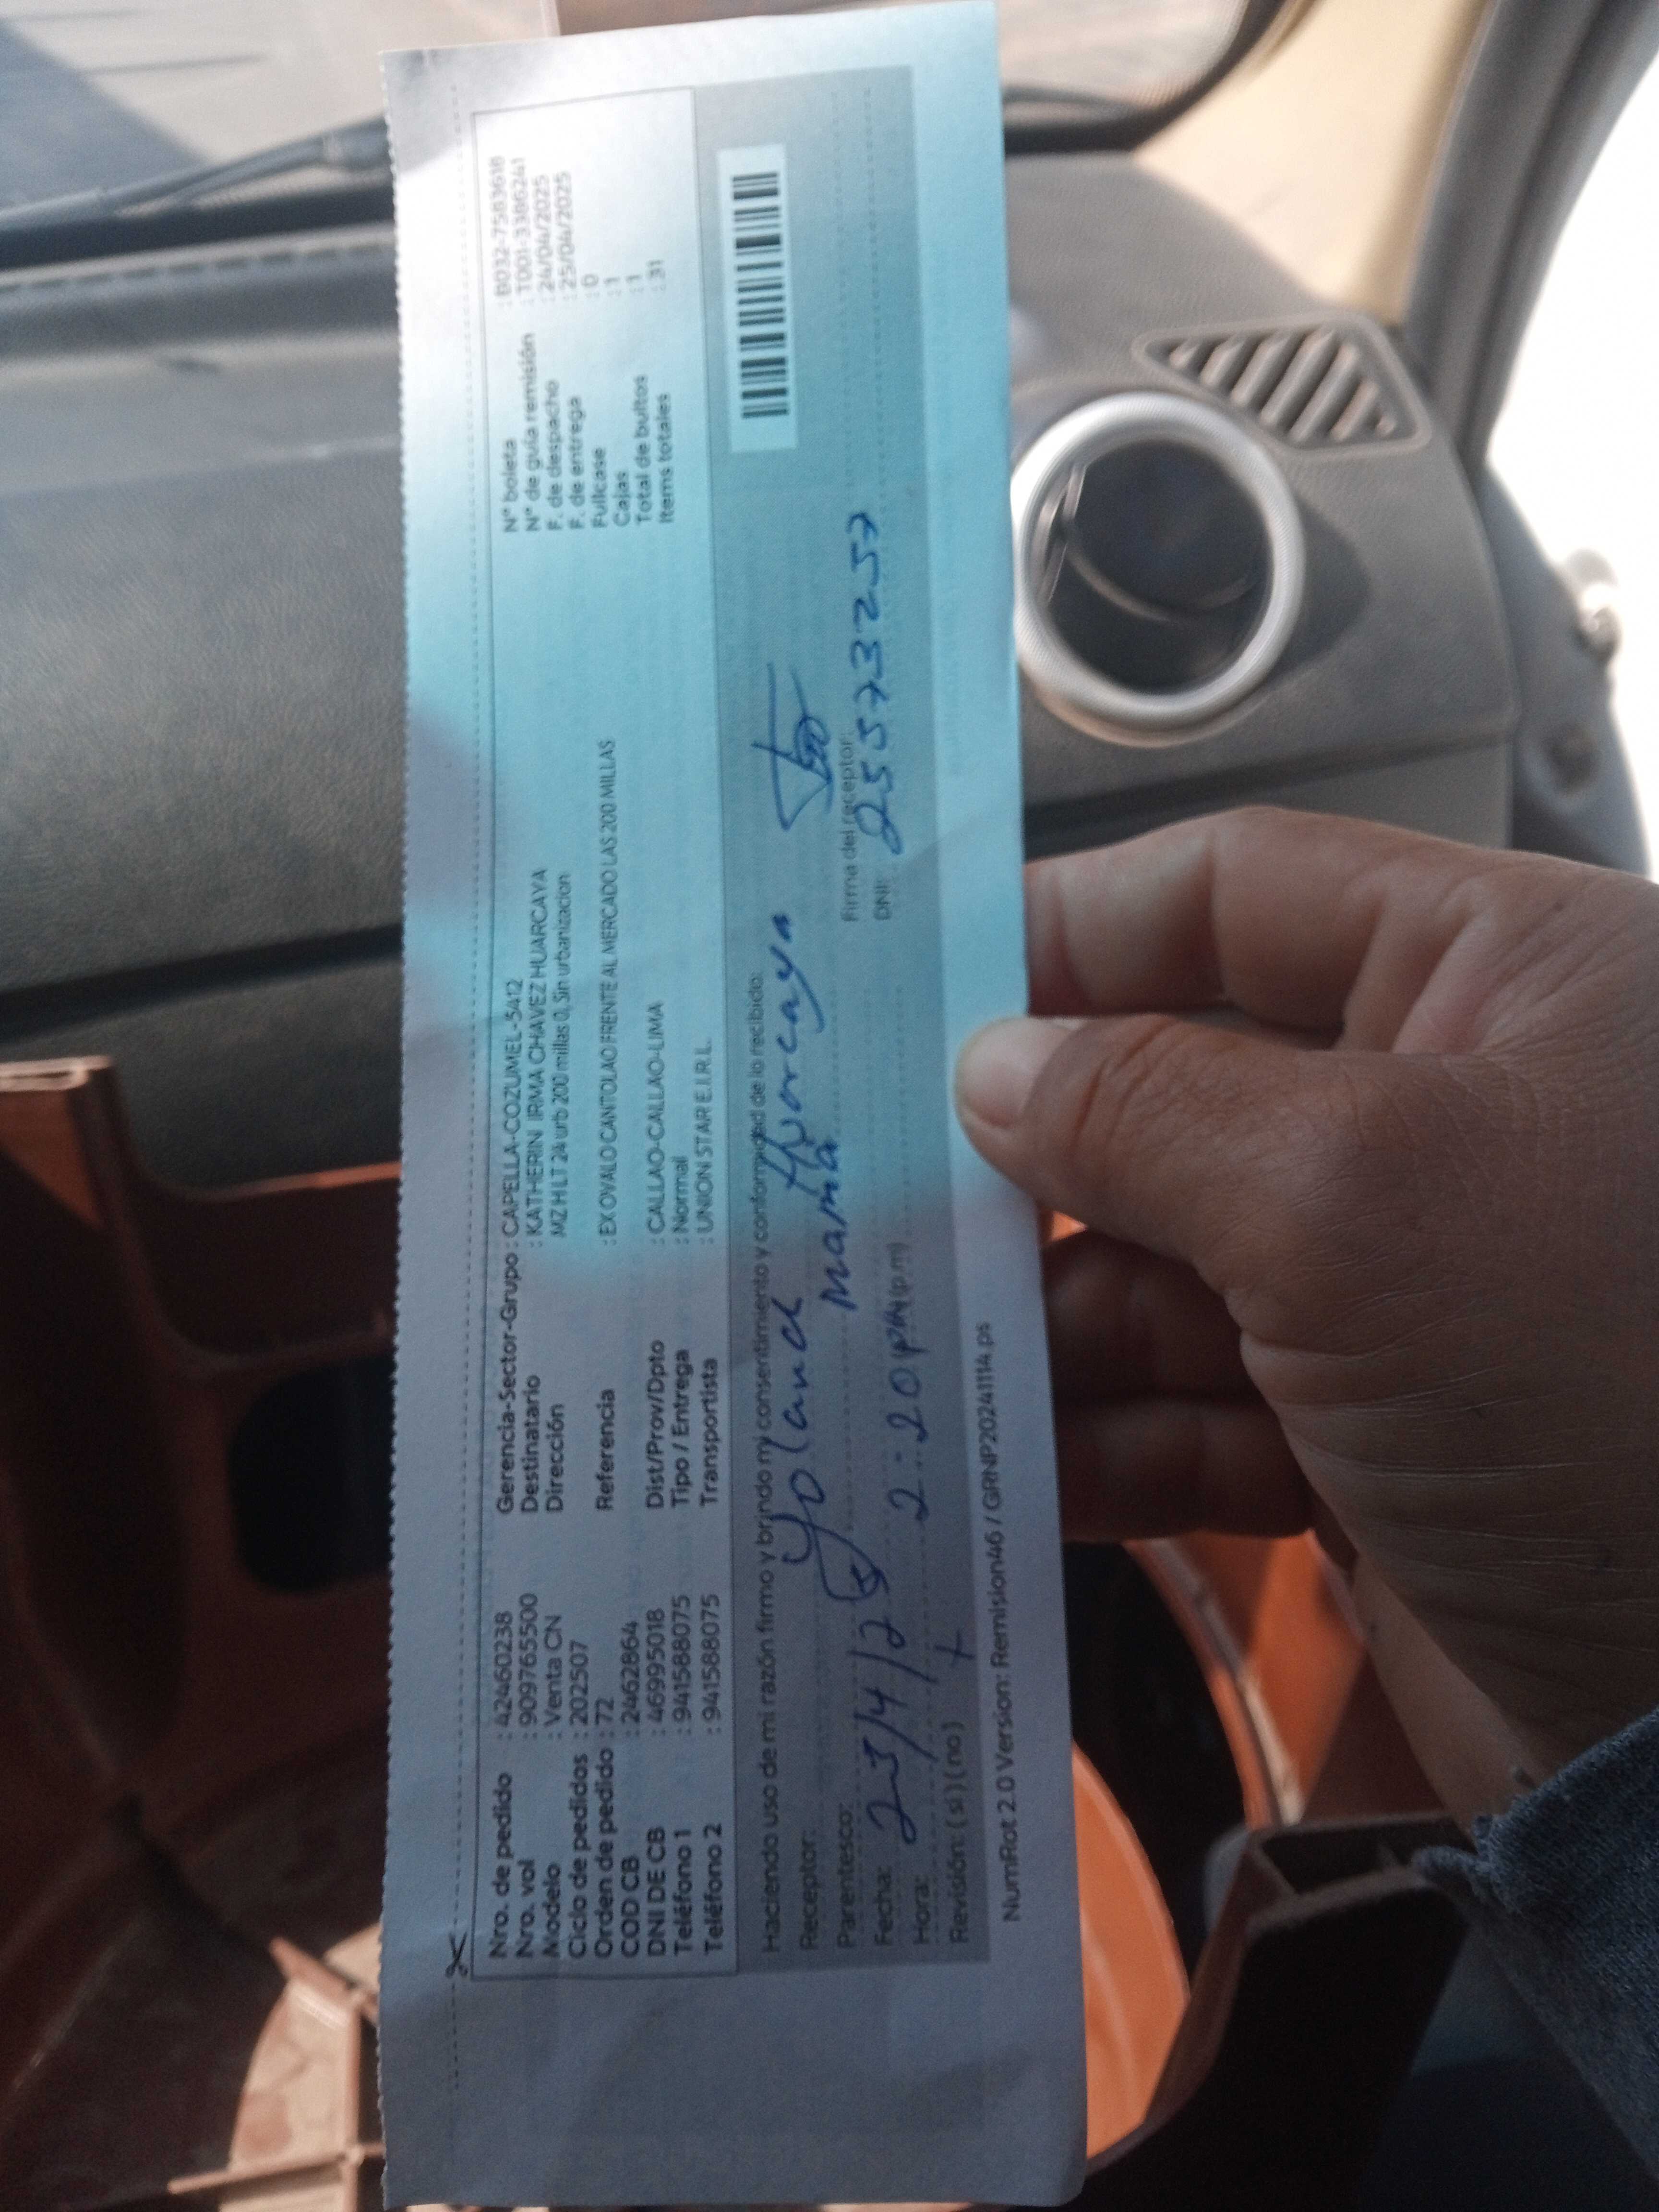 Nro. de pedido : 42460238
Nro. vol : 909765500
Modelo : Venta CN
Ciclo de pedidos : 202507
Orden de pedido : 72
COD CB : 2462864
DNI DE CB : 46995018
Teléfono 1 : 941588075
Teléfono 2 : 941588075
Gerencia-Sector-Grupo : CAPELLA-COZUMEL-5412
Destinatario : KATHERIN IRMA CHAVEZ HUARCAYA
Dirección MZ H LT 24 urb 200 millas 0, Sin urbanizacion
Referencia : EX OVALO CANTOLAO FRENTE AL MERCADO LAS 200 MILLAS
Dist/Prov/Dpto : CALLAO-CALLAO-LIMA
Tipo / Entrega : Normal
Transportista : UNION STAR E.I.R.L.
N° boleta : B032-7583618
N° de guía remisión : T001-3386241
F. de despacho : 24/04/2025
F. de entrega : 25/04/2025
Fullcase : 0
Cajas : 1
Total de bultos : 1
Items totales : 31
Haciendo uso de mi razón firmo y brindo mi consentimiento y conformidad de lo recibido:
Receptor: Yolanda Huarcaya
Parentesco: Mamá
Firma del receptor:
Fecha: 23/4/25
DNI: 25573257
Hora: 2-20 PM (p.m)
Revisión: (si) (no) x
NumRot 2.0 Version: Remision46 / GRNP20241114.ps